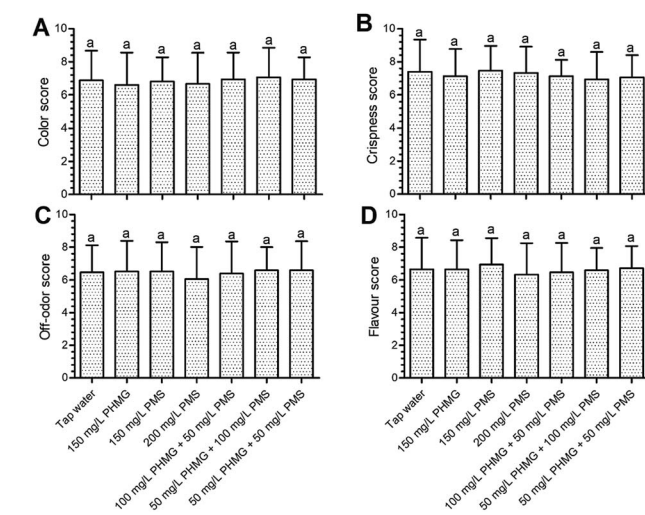 A
Color score
10
8
6
4
2
0
a a a a a a a
B
Crispness score
10
8
6
4
2
0
a a a a a a a
C
Off-odor score
10
8
6
4
2
0
a a a a a a a
Tap water
150 mg/L PHMG
150 mg/L PMS
200 mg/L PMS
100 mg/L PHMG + 50 mg/L PMS
50 mg/L PHMG + 100 mg/L PMS
50 mg/L PHMG + 50 mg/L PMS
D
Flavour score
10
8
6
4
2
0
a a a a a a a
Tap water
150 mg/L PHMG
150 mg/L PMS
200 mg/L PMS
100 mg/L PHMG + 50 mg/L PMS
50 mg/L PHMG + 100 mg/L PMS
50 mg/L PHMG + 50 mg/L PMS